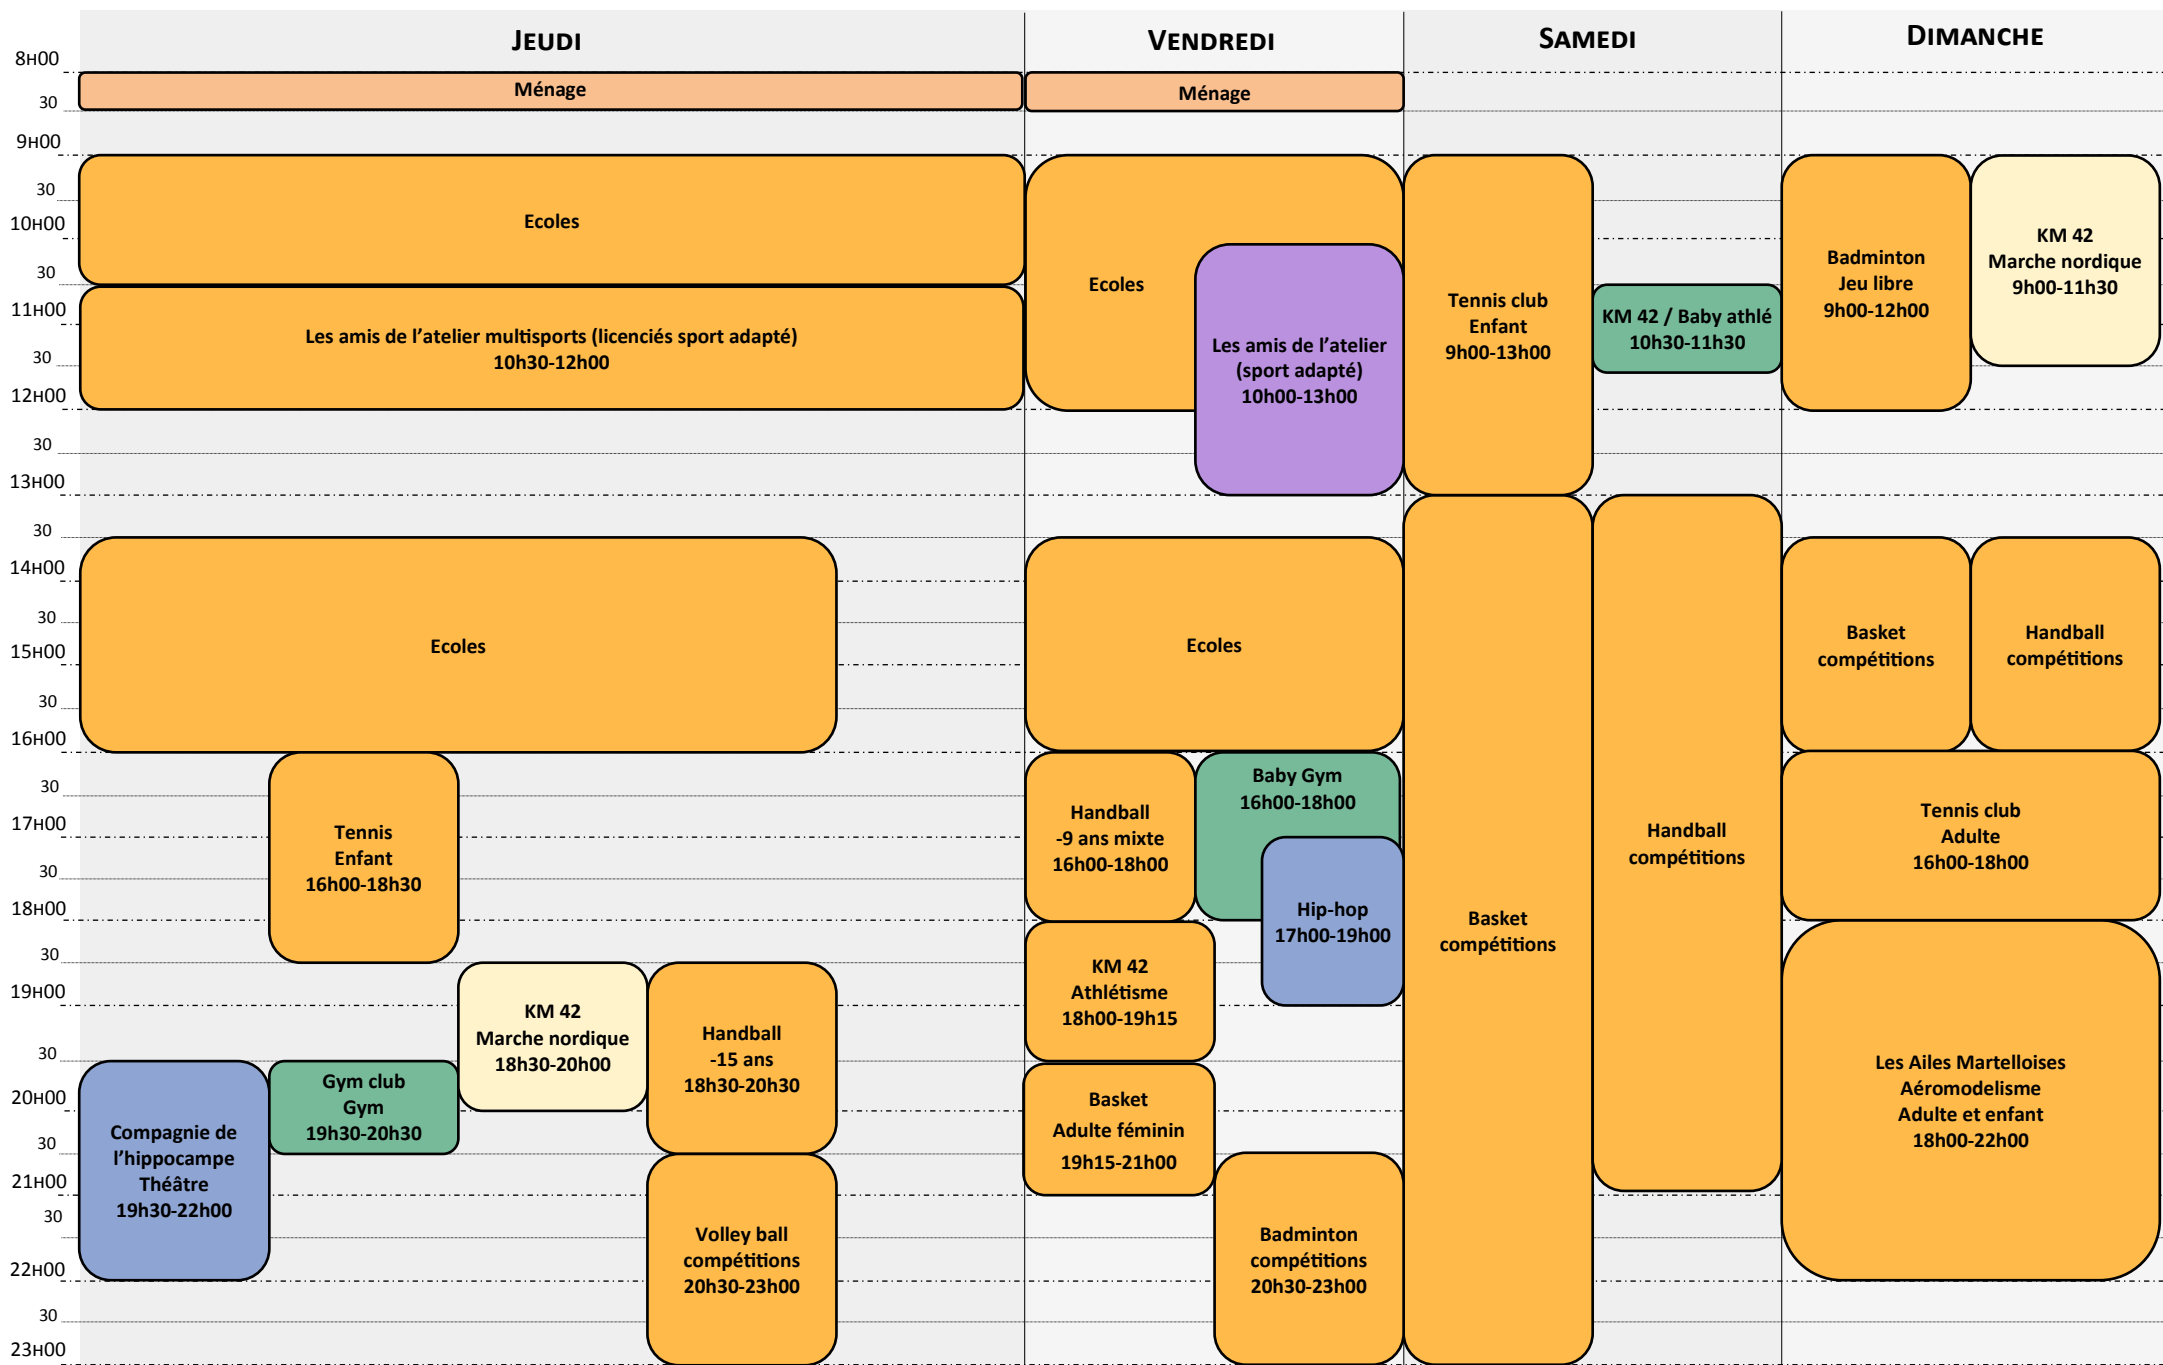 JEUDI
VENDREDI
SAMEDI
DIMANCHE
8H00
30
9H00
30
10H00
30
11H00
30
12H00
30
13H00
30
14H00
30
15H00
30
16H00
30
17H00
30
18H00
30
19H00
30
20H00
30
21H00
30
22H00
30
23H00
Ménage
Ecoles
Les amis de l’atelier multisports (licenciés sport adapté)
10h30-12h00
Ecoles
Tennis
Enfant
16h00-18h30
KM 42
Marche nordique
18h30-20h00
Handball
-15 ans
18h30-20h30
Compagnie de
l’hippocampe
Théâtre
19h30-22h00
Gym club
Gym
19h30-20h30
Volley ball
compétitions
20h30-23h00
Ménage
Ecoles
Les amis de l’atelier
(sport adapté)
10h00-13h00
Ecoles
Handball
-9 ans mixte
16h00-18h00
Baby Gym
16h00-18h00
Hip-hop
17h00-19h00
KM 42
Athlétisme
18h00-19h15
Basket
Adulte féminin
19h15-21h00
Badminton
compétitions
20h30-23h00
Tennis club
Enfant
9h00-13h00
KM 42 / Baby athlé
10h30-11h30
Basket
compétitions
Handball
compétitions
Badminton
Jeu libre
9h00-12h00
KM 42
Marche nordique
9h00-11h30
Basket
compétitions
Handball
compétitions
Tennis club
Adulte
16h00-18h00
Les Ailes Martelloises
Aéromodelisme
Adulte et enfant
18h00-22h00